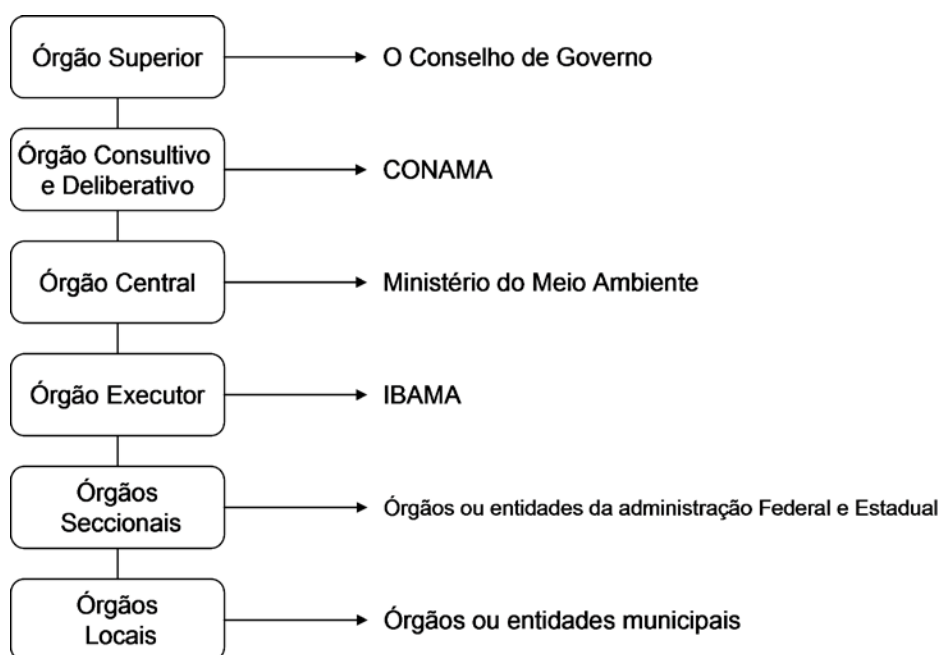 Órgão Superior
O Conselho de Governo
Órgão Consultivo
e Deliberativo
CONAMA
Órgão Central
Ministério do Meio Ambiente
Órgão Executor
IBAMA
Órgãos
Seccionais
Órgãos ou entidades da administração Federal e Estadual
Órgãos
Locais
Órgãos ou entidades municipais